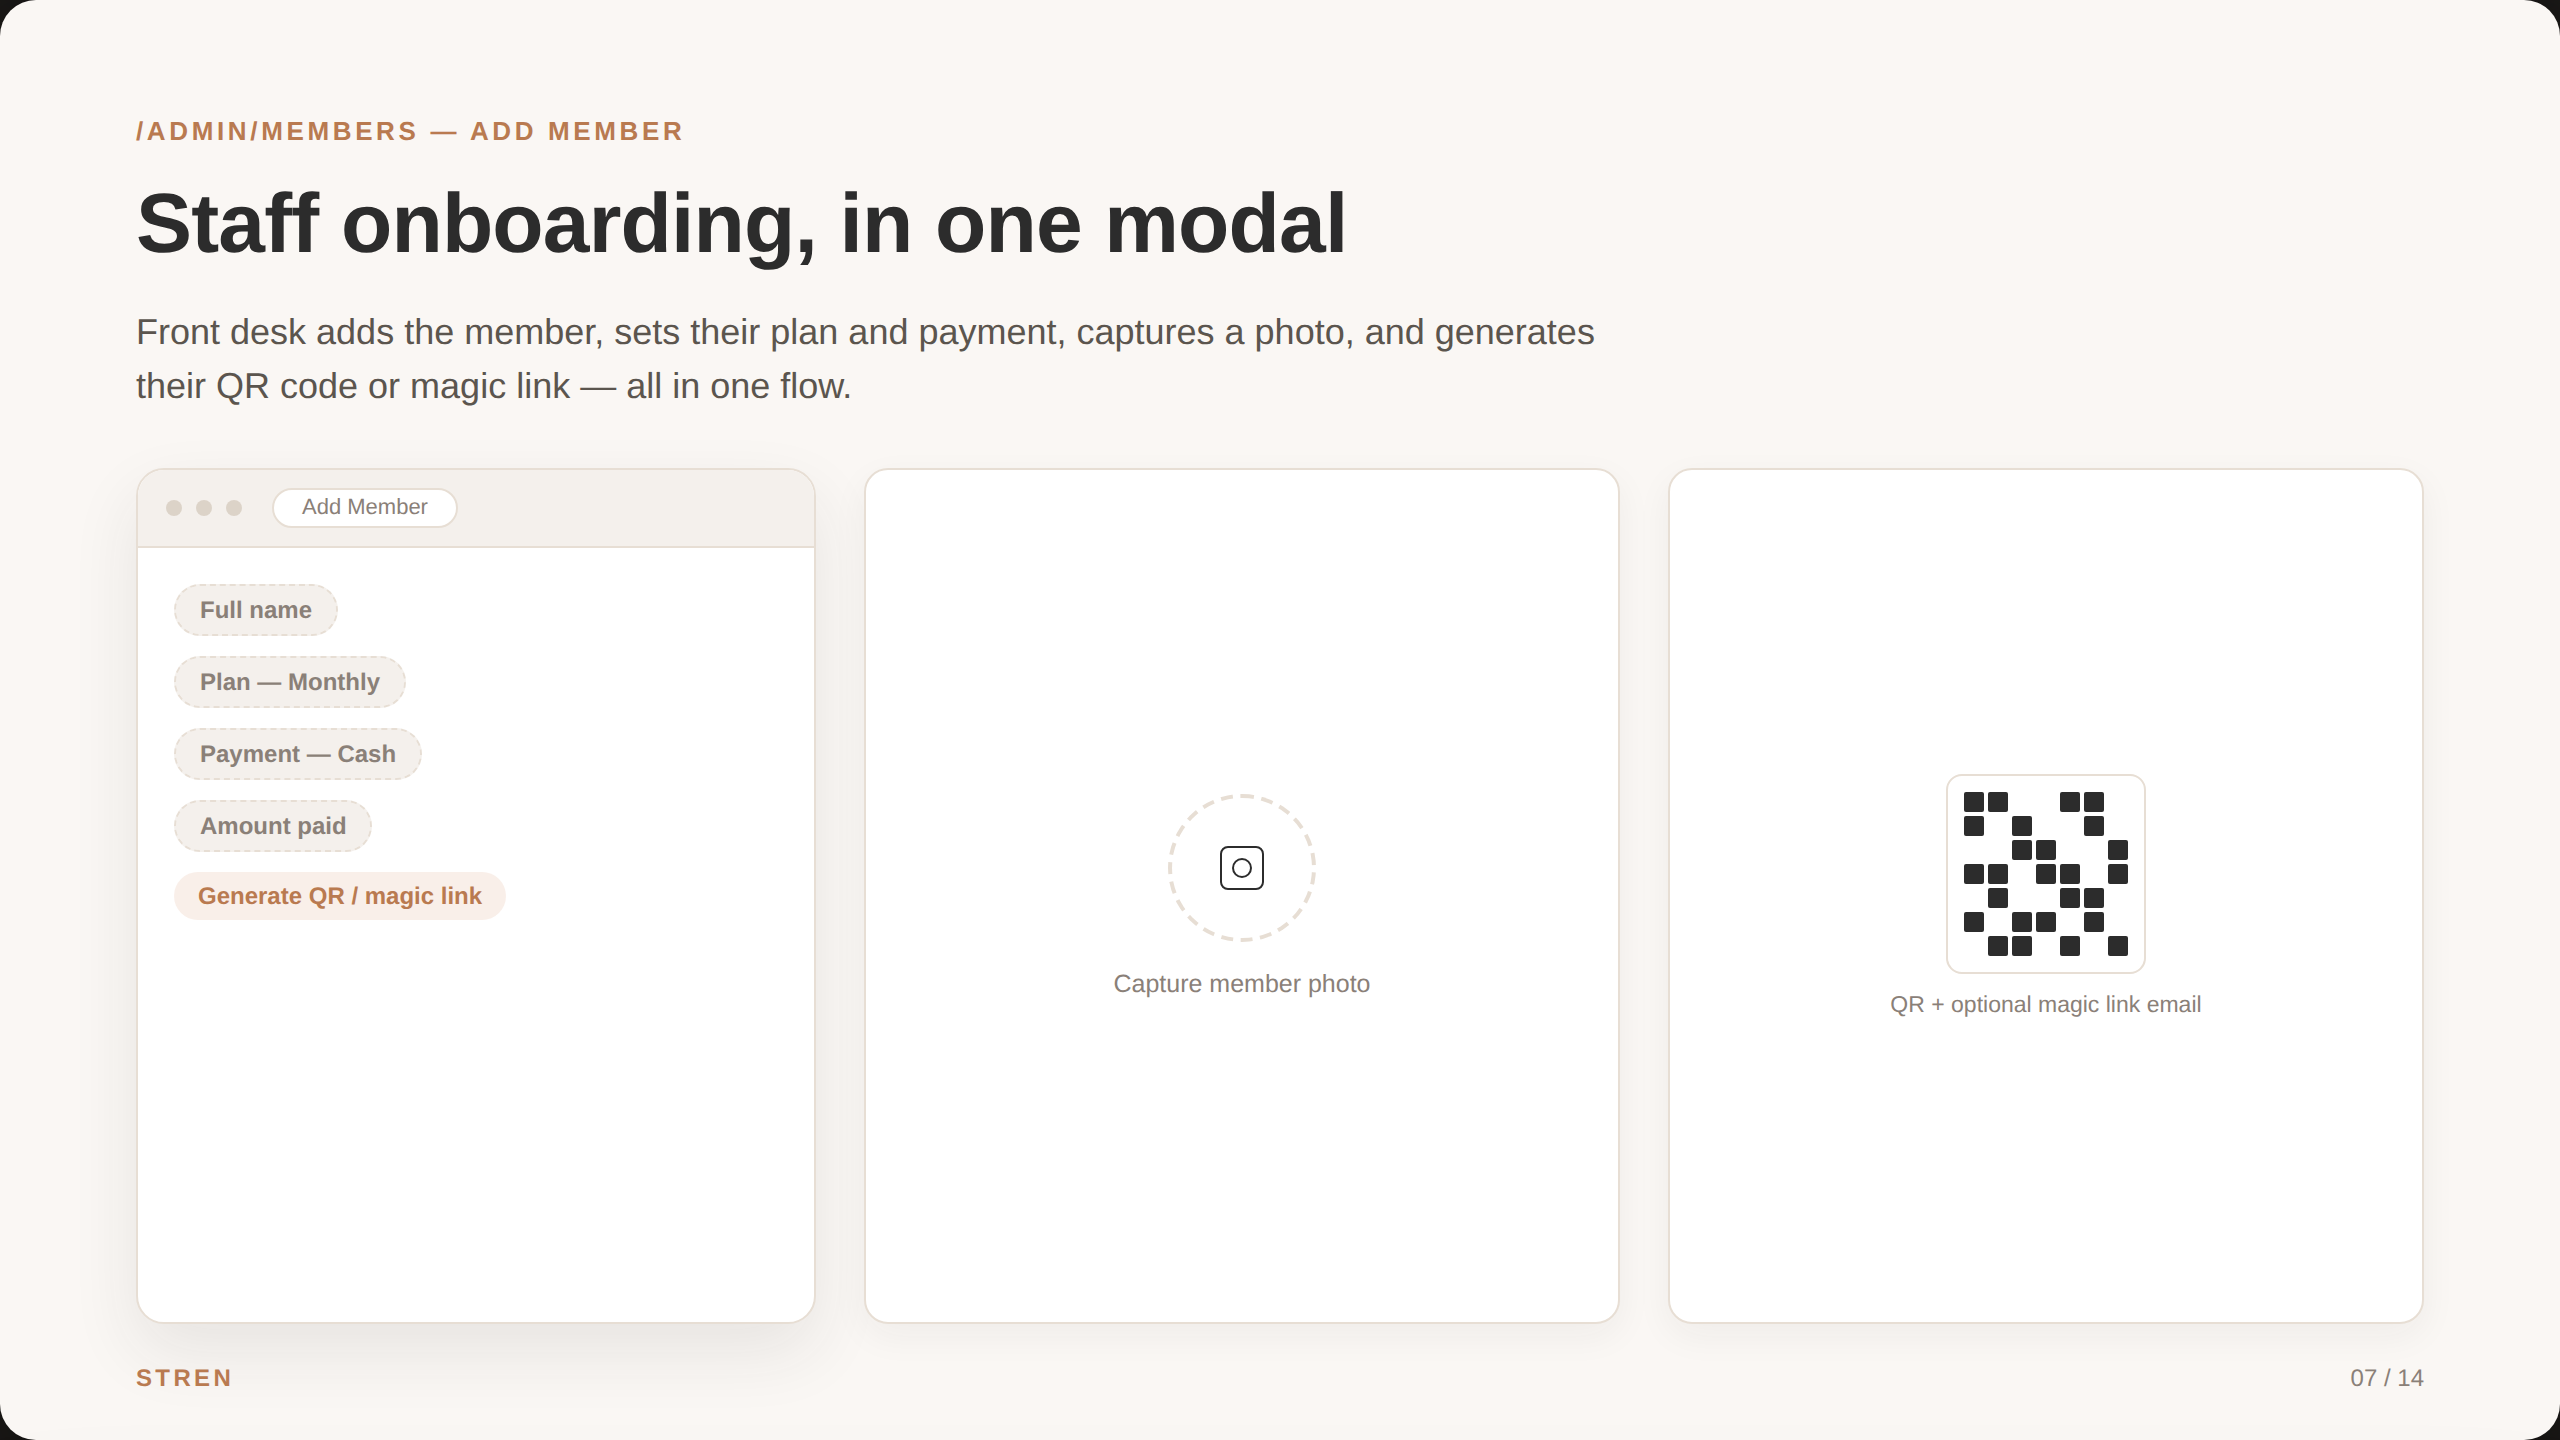 /ADMIN/MEMBERS — ADD MEMBER
Staff onboarding, in one modal
Front desk adds the member, sets their plan and payment, captures a photo, and generates
their QR code or magic link — all in one flow.
Add Member
Full name
Plan — Monthly
Payment — Cash
Amount paid
Generate QR / magic link
Capture member photo
QR + optional magic link email
STREN
07 / 14